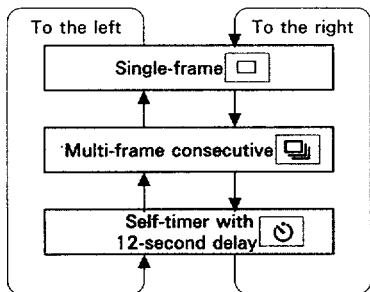 To the left
To the right
Single-frame
Multi-frame consecutive
Self-timer with
12-second delay